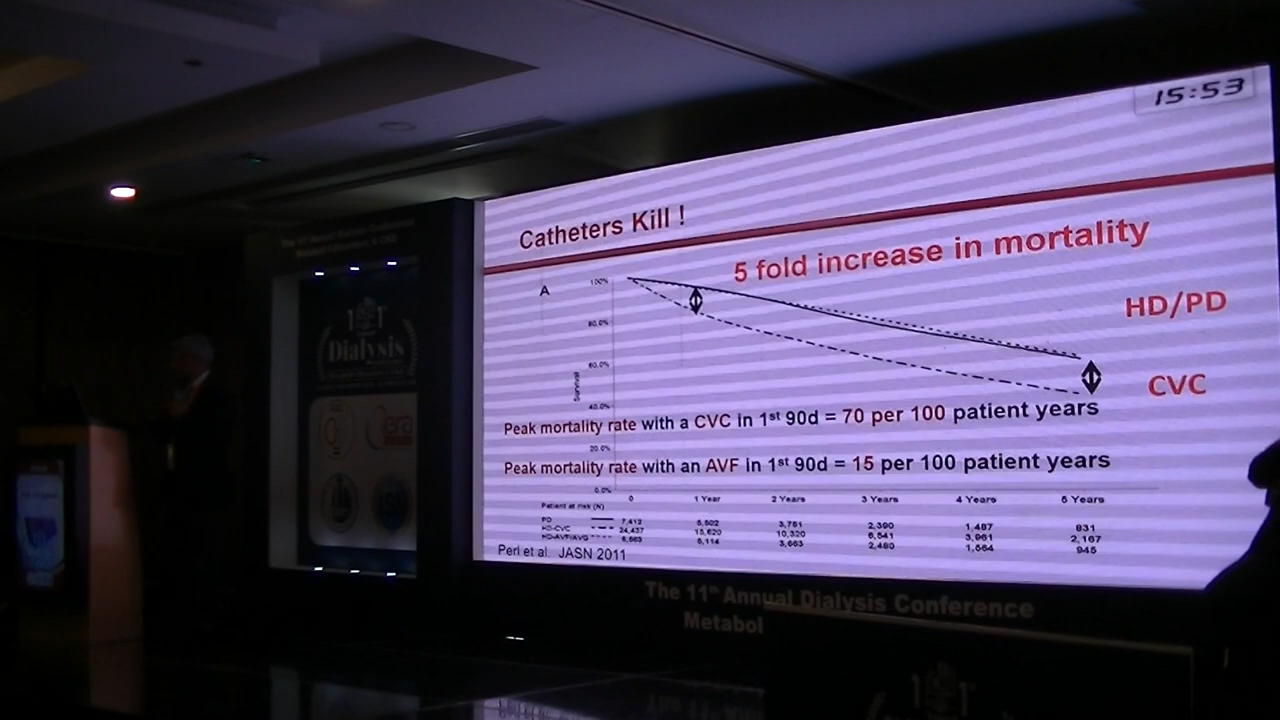 15:53
Catheters Kill !
5 fold increase in mortality
A
100%
80.0%
60.0%
40.0%
20.0%
0.0%
Survival
HD/PD
CVC
Peak mortality rate with a CVC in 1st 90d = 70 per 100 patient years
Peak mortality rate with an AVF in 1st 90d = 15 per 100 patient years
0 1 Year 2 Years 3 Years 4 Years 5 Years
Patient at risk (N)
PD 7,412 5,502 3,751 2,390 1,487 831
HD-CVC 24,437 15,620 10,320 6,541 3,961 2,167
HD-AVF/AVG 6,663 5,114 3,663 2,480 1,564 945
Perl et al. JASN 2011
11
Dialysis
era
The 11th Annual Dialysis Conference
Metabol